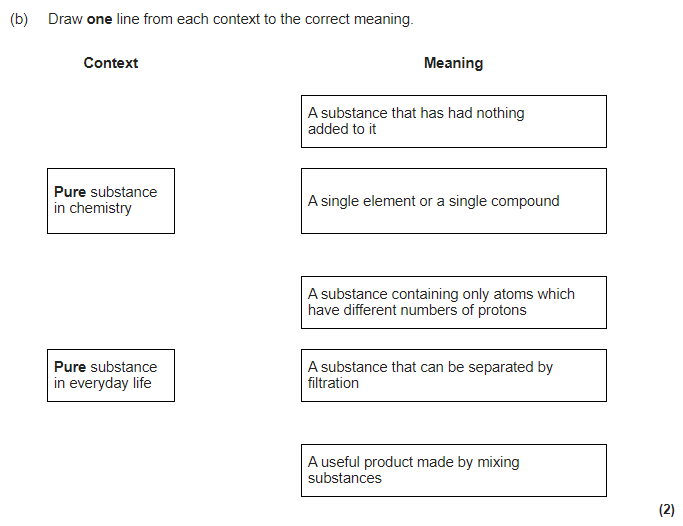 (b) Draw one line from each context to the correct meaning.
Context Meaning
A substance that has had nothing
added to it
Pure substance
in chemistry
A single element or a single compound
A substance containing only atoms which
have different numbers of protons
Pure substance
in everyday life
A substance that can be separated by
filtration
A useful product made by mixing
substances
(2)